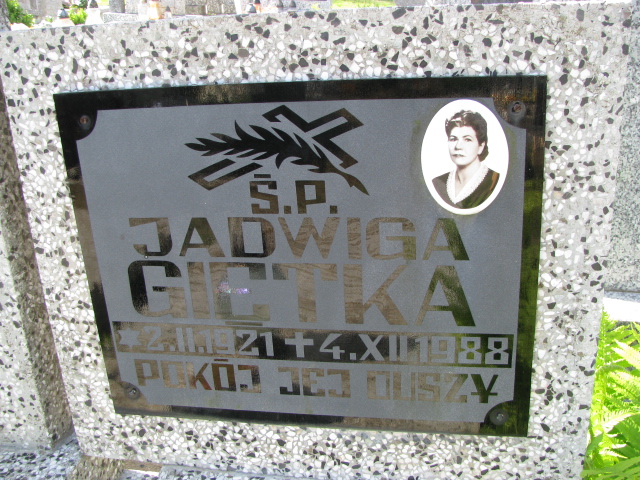 Ś.P.
JADWIGA
GIĘTKA
☆2.II.1921 +4.XII 1988
POKÓJ JEJ DUSZY